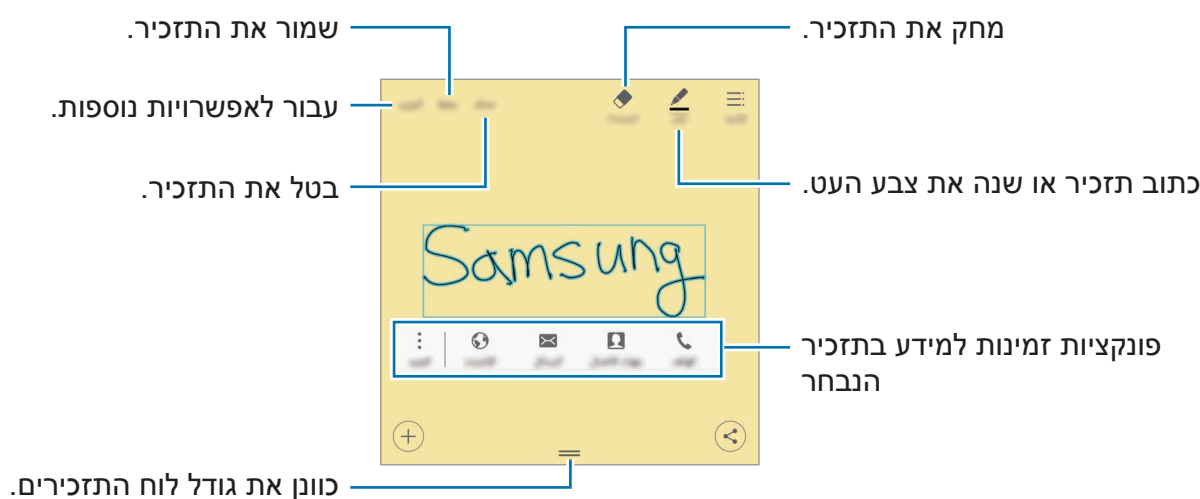 שמור את התזכיר.
מחק את התזכיר.
עבור לאפשרויות נוספות.
בטל את התזכיר.
כתוב תזכיר או שנה את צבע העט.
Samsung
פונקציות זמינות למידע בתזכיר
הנבחר
כוונן את גודל לוח התזכירים.